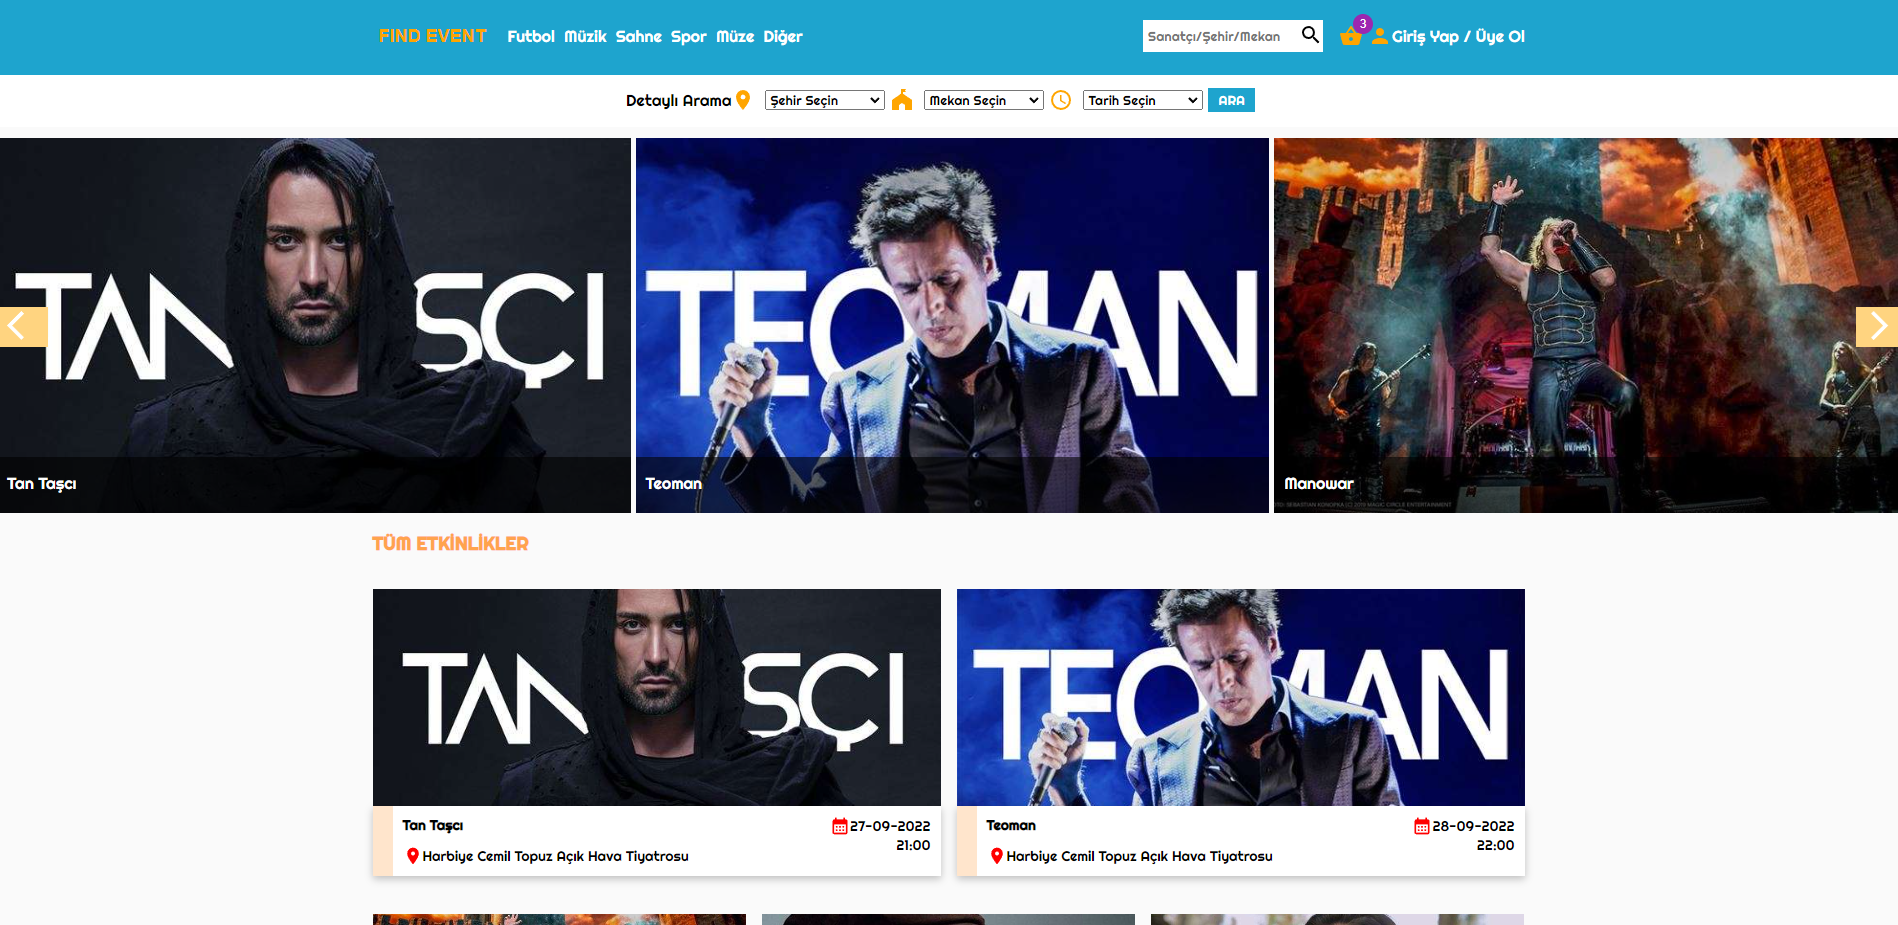 FIND EVENT Futbol Müzik Sahne Spor Müze Diğer Sanatçı/Şehir/Mekan 3 Giriş Yap / Üye Ol
Detaylı Arama Şehir Seçin Mekan Seçin Tarih Seçin ARA
TAN TAŞÇI
TEOMAN
Tan Taşcı
Teoman
Manowar
TÜM ETKİNLİKLER
TAN TAŞÇI
Tan Taşcı
27-09-2022
21:00
Harbiye Cemil Topuz Açık Hava Tiyatrosu
TEOMAN
Teoman
28-09-2022
22:00
Harbiye Cemil Topuz Açık Hava Tiyatrosu